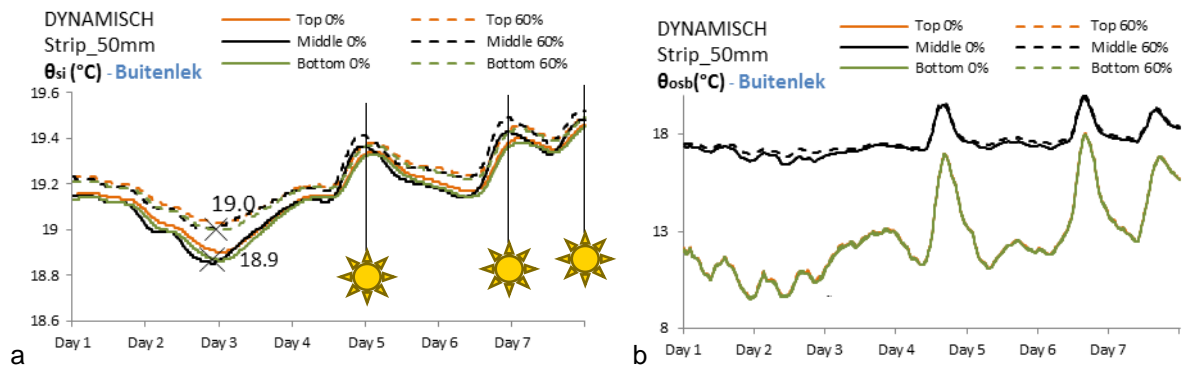 DYNAMISCH
Strip_50mm
θsi (°C) - Buitenlek
Top 0%
Top 60%
Middle 0%
Middle 60%
Bottom 0%
Bottom 60%
19.6
19.4
19.2
19
18.8
18.6
19.0
18.9
Day 1 Day 2 Day 3 Day 4 Day 5 Day 6 Day 7
a
DYNAMISCH
Strip_50mm
θosb(°C) - Buitenlek
Top 0%
Top 60%
Middle 0%
Middle 60%
Bottom 0%
Bottom 60%
18
13
8
Day 1 Day 2 Day 3 Day 4 Day 5 Day 6 Day 7
b